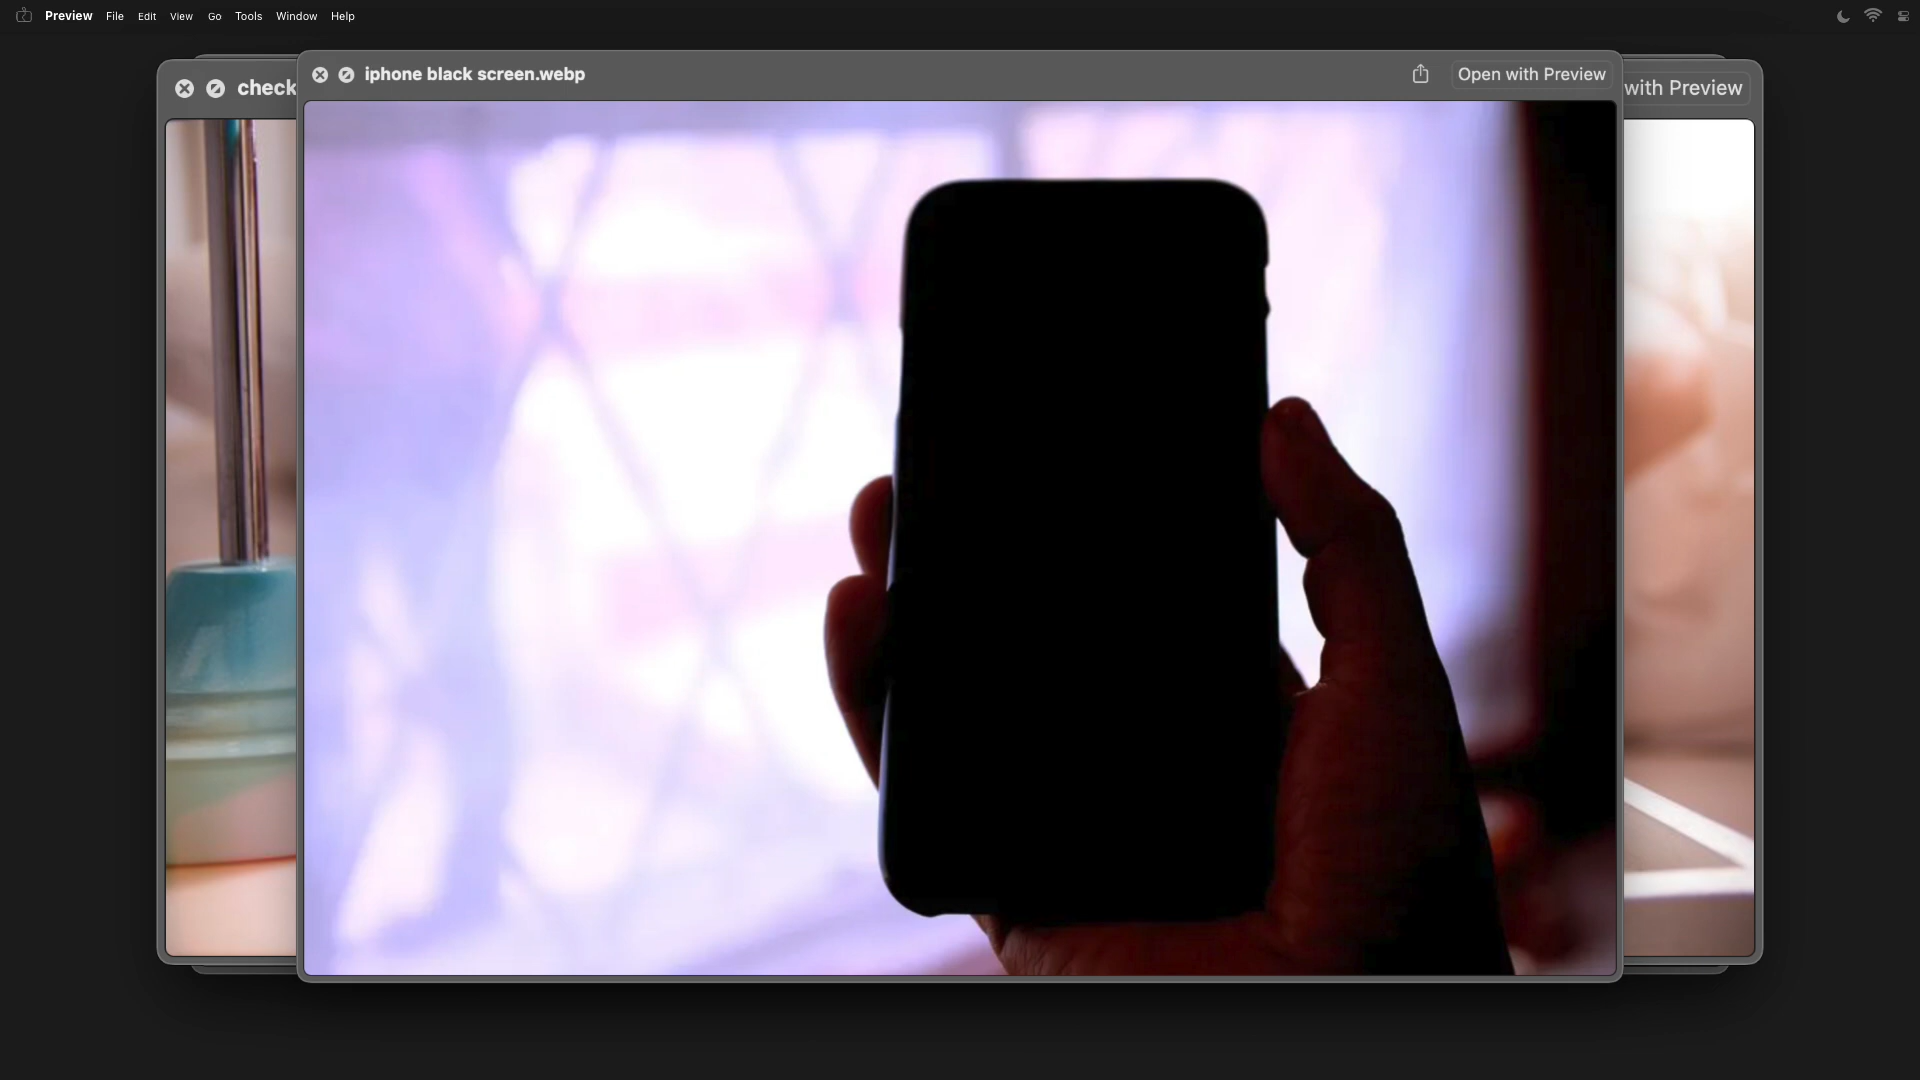 Preview File Edit View Go Tools Window Help
iphone black screen.webp
Open with Preview
check
with Preview